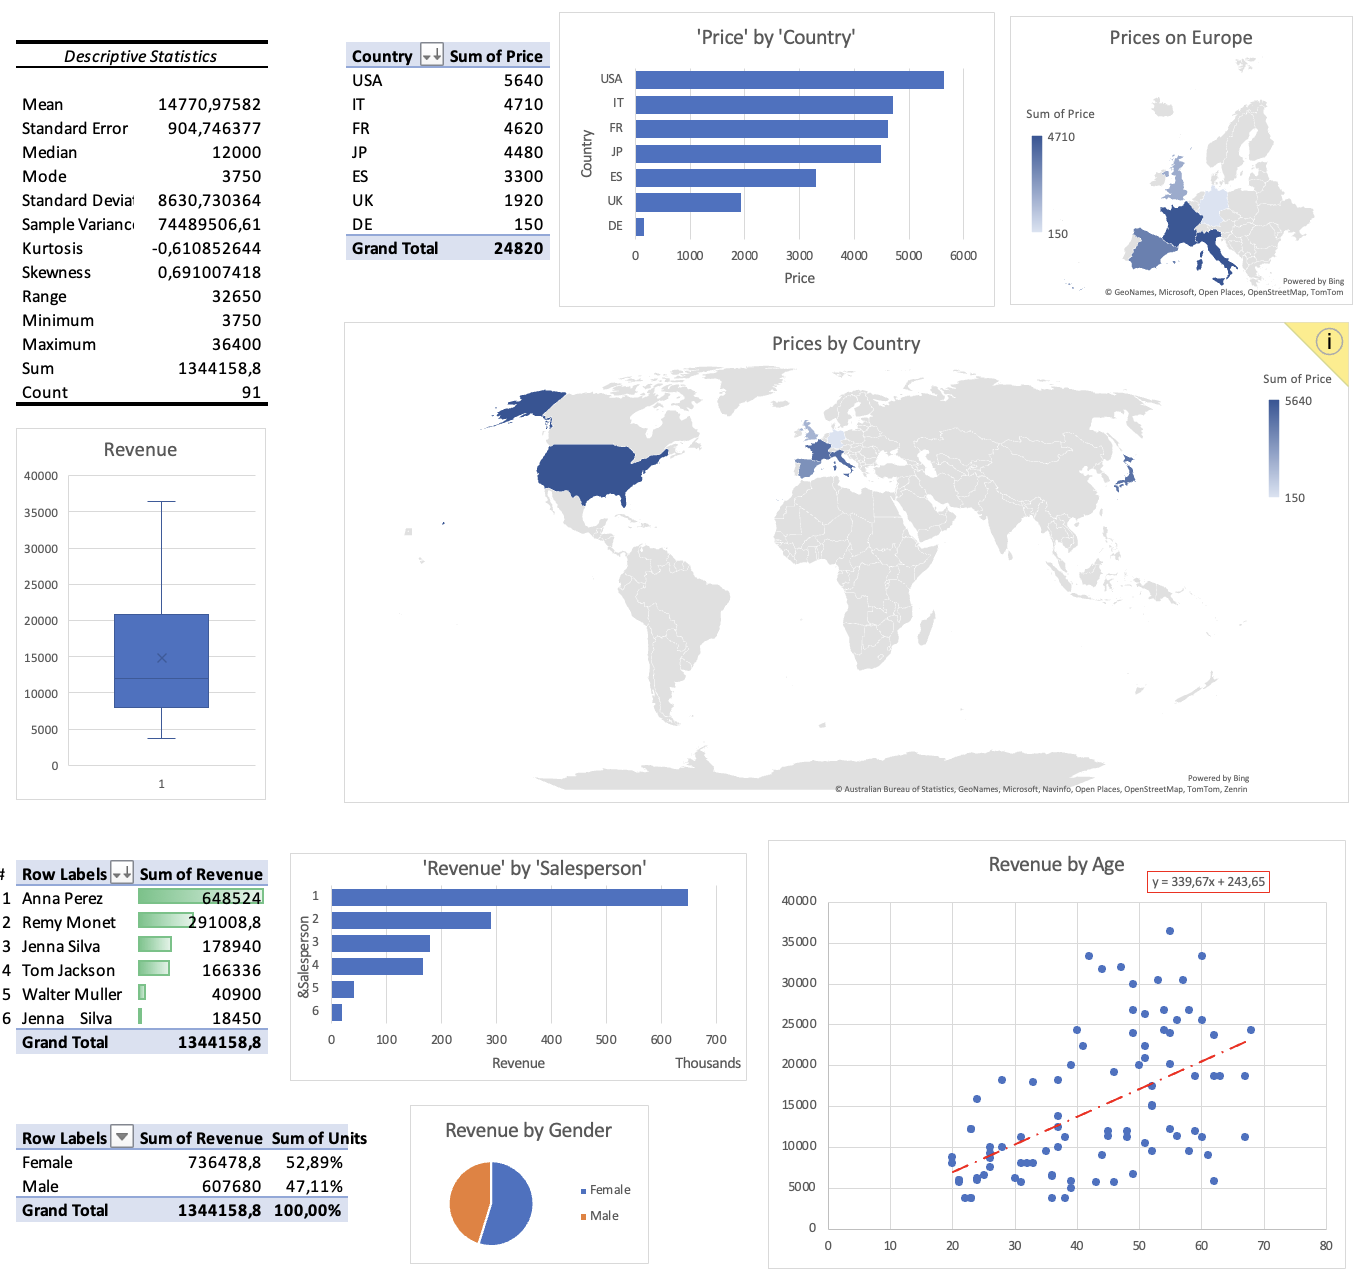 Descriptive Statistics
Mean 14770,97582
Standard Error 904,746377
Median 12000
Mode 3750
Standard Deviat 8630,730364
Sample Variance 74489506,61
Kurtosis -0,610852644
Skewness 0,691007418
Range 32650
Minimum 3750
Maximum 36400
Sum 1344158,8
Count 91
Country Sum of Price
USA 5640
IT 4710
FR 4620
JP 4480
ES 3300
UK 1920
DE 150
Grand Total 24820
'Price' by 'Country'
Country
USA
IT
FR
JP
ES
UK
DE
0 1000 2000 3000 4000 5000 6000
Price
Prices on Europe
Sum of Price
4710
150
Powered by Bing
© GeoNames, Microsoft, Open Places, OpenStreetMap, TomTom
Prices by Country
i
Sum of Price
5640
150
Powered by Bing
© Australian Bureau of Statistics, GeoNames, Microsoft, Navinfo, Open Places, OpenStreetMap, TomTom, Zenrin
Revenue
40000
35000
30000
25000
20000
15000
10000
5000
0
1
# Row Labels Sum of Revenue
1 Anna Perez 648524
2 Remy Monet 291008,8
3 Jenna Silva 178940
4 Tom Jackson 166336
5 Walter Muller 40900
6 Jenna Silva 18450
Grand Total 1344158,8
'Revenue' by 'Salesperson'
&Salesperson
1
2
3
4
5
6
0 100 200 300 400 500 600 700
Revenue Thousands
Revenue by Age
y = 339,67x + 243,65
40000
35000
30000
25000
20000
15000
10000
5000
0
0 10 20 30 40 50 60 70 80
Row Labels Sum of Revenue Sum of Units
Female 736478,8 52,89%
Male 607680 47,11%
Grand Total 1344158,8 100,00%
Revenue by Gender
Female
Male